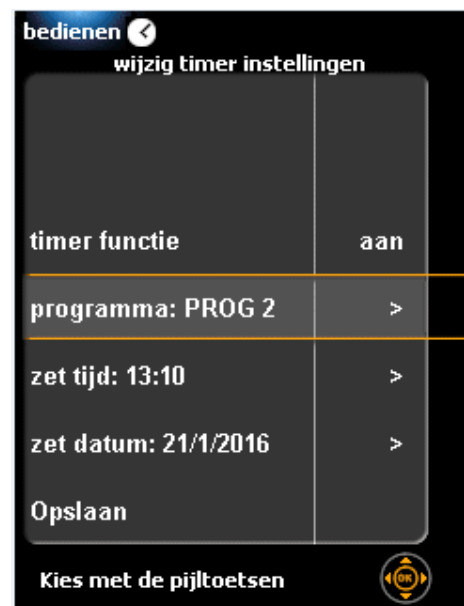 bedienen
wijzig timer instellingen
timer functie aan
programma: PROG 2 >
zet tijd: 13:10 >
zet datum: 21/1/2016 >
Opslaan
Kies met de pijltoetsen OK